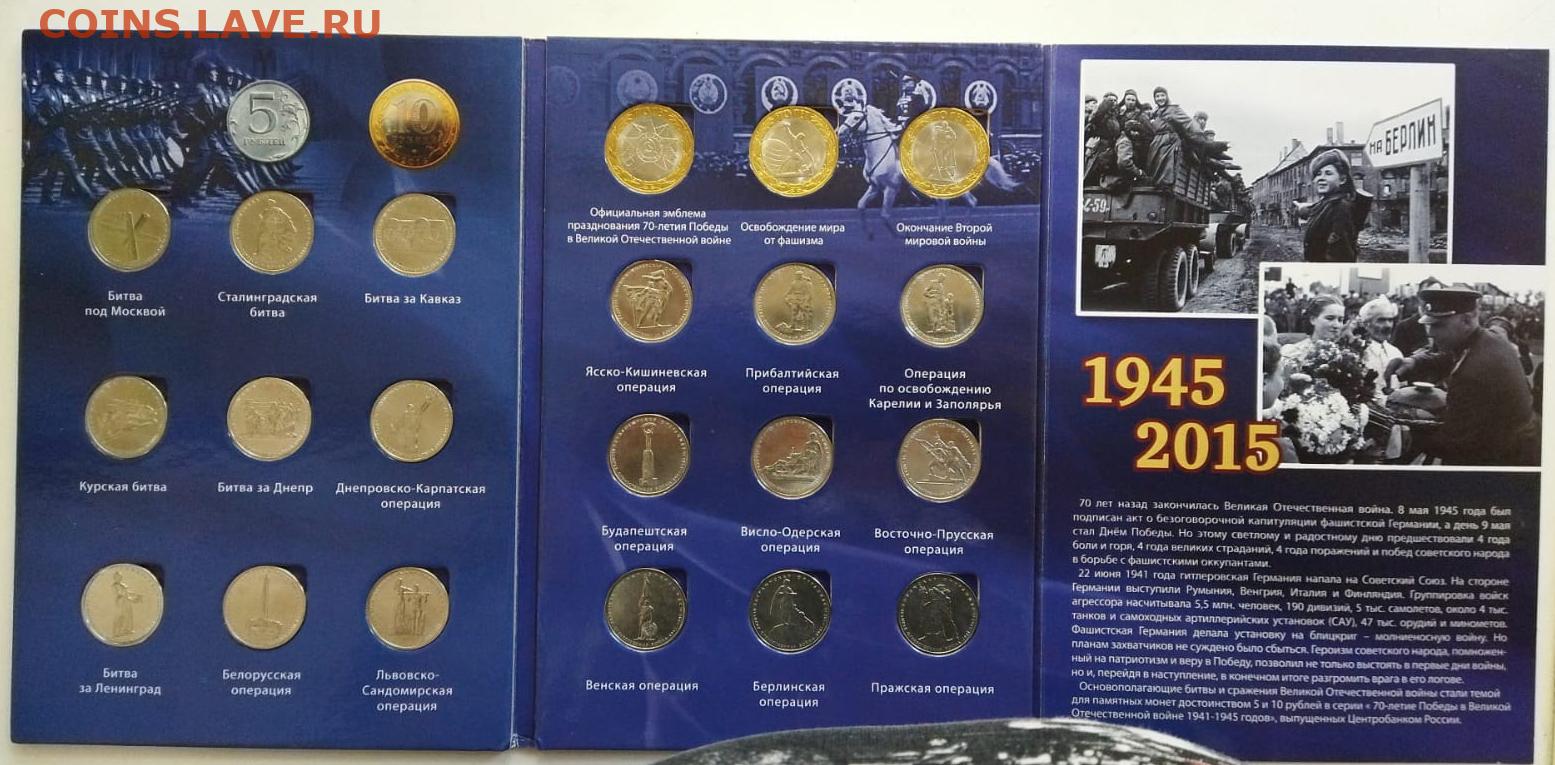 COINS.LAVE.RU
5
РУБЛЕЙ
10
Битва
под Москвой
Сталинградская
битва
Битва за Кавказ
Курская битва
Битва за Днепр
Днепровско-Карпатская
операция
Битва
за Ленинград
Белорусская
операция
Львовско-
Сандомирская
операция
Официальная эмблема
празднования 70-летия Победы
в Великой Отечественной войне
Освобождение мира
от фашизма
Окончание Второй
мировой войны
Ясско-Кишиневская
операция
Прибалтийская
операция
Операция
по освобождению
Карелии и Заполярья
Будапештская
операция
Висло-Одерская
операция
Восточно-Прусская
операция
Венская операция
Берлинская
операция
Пражская операция
НА БЕРЛИН
4-59
1945
2015
70 лет назад закончилась Великая Отечественная война. 8 мая 1945 года был
подписан акт о безоговорочной капитуляции фашистской Германии, а день 9 мая
стал Днём Победы. Но этому светлому и радостному дню предшествовали 4 года
боли и горя, 4 года великих страданий, 4 года поражений и побед советского народа
в борьбе с фашистскими оккупантами.
22 июня 1941 года гитлеровская Германия напала на Советский Союз. На стороне
Германии выступили Румыния, Венгрия, Италия и Финляндия. Группировка войск
агрессора насчитывала 5,5 млн. человек, 190 дивизий, 5 тыс. самолетов, около 4 тыс.
танков и самоходных артиллерийских установок (САУ), 47 тыс. орудий и минометов.
Фашистская Германия делала установку на блицкриг – молниеносную войну. Но
планам захватчиков не суждено было сбыться. Героизм советского народа, помножен-
ный на патриотизм и веру в Победу, позволил не только выстоять в первые дни войны,
но и, перейдя в наступление, в конечном итоге разгромить врага в его логове.
Основополагающие битвы и сражения Великой Отечественной войны стали темой
для памятных монет достоинством 5 и 10 рублей в серии « 70-летие Победы в Великой
Отечественной войне 1941-1945 годов», выпущенных Центробанком России.